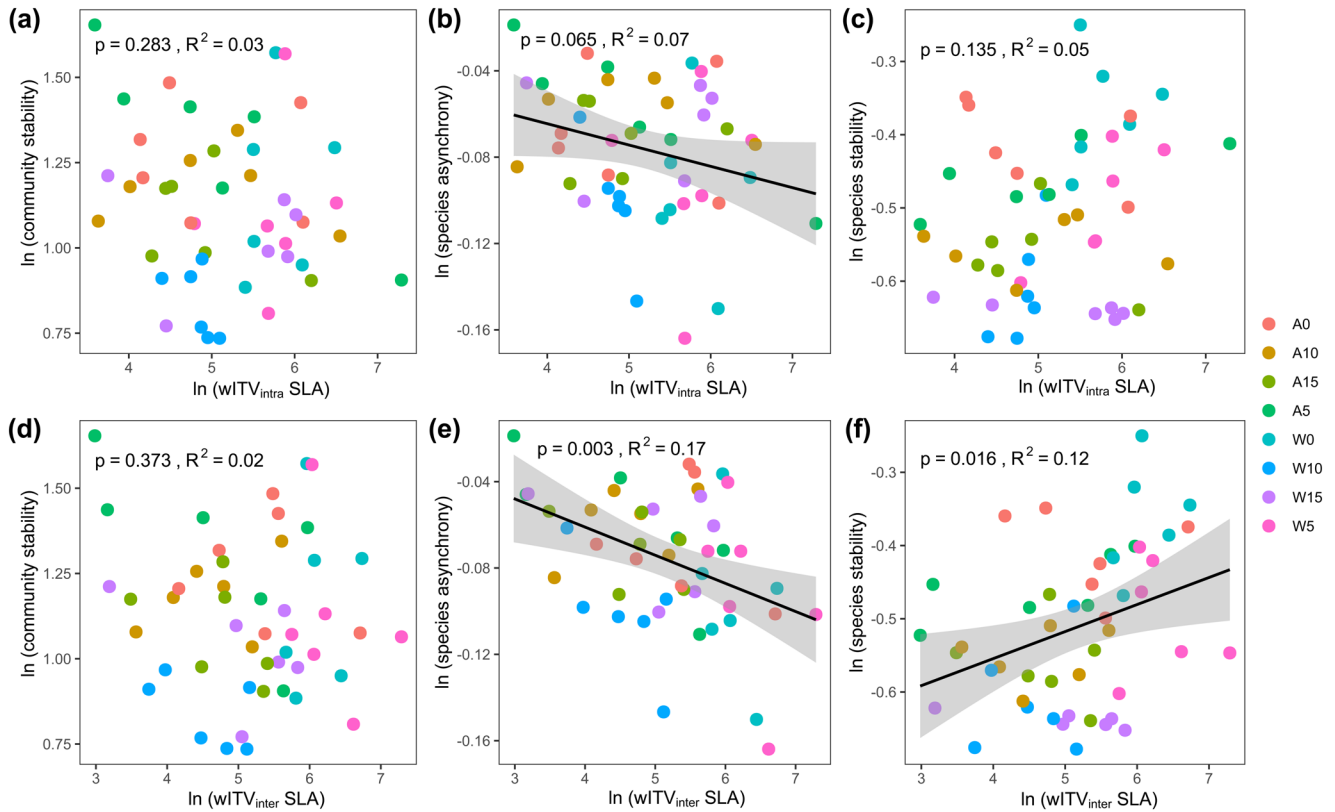 (a)
p = 0.283 , R² = 0.03
ln (community stability)
1.50
1.25
1.00
0.75
4 5 6 7
ln (wITVintra SLA)
(b)
p = 0.065 , R² = 0.07
ln (species asynchrony)
-0.04
-0.08
-0.12
-0.16
4 5 6 7
ln (wITVintra SLA)
(c)
p = 0.135 , R² = 0.05
ln (species stability)
-0.3
-0.4
-0.5
-0.6
4 5 6 7
ln (wITVintra SLA)
(d)
p = 0.373 , R² = 0.02
ln (community stability)
1.50
1.25
1.00
0.75
3 4 5 6 7
ln (wITVinter SLA)
(e)
p = 0.003 , R² = 0.17
ln (species asynchrony)
-0.04
-0.08
-0.12
-0.16
3 4 5 6 7
ln (wITVinter SLA)
(f)
p = 0.016 , R² = 0.12
ln (species stability)
-0.3
-0.4
-0.5
-0.6
3 4 5 6 7
ln (wITVinter SLA)
A0
A10
A15
A5
W0
W10
W15
W5